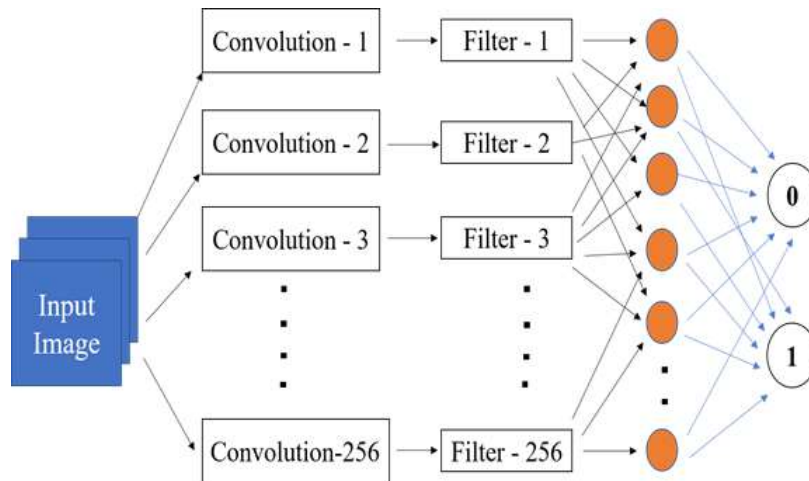 Convolution - 1
Filter - 1
Convolution - 2
Filter - 2
Convolution - 3
Filter - 3
0
Input
Image
1
Convolution-256
Filter - 256